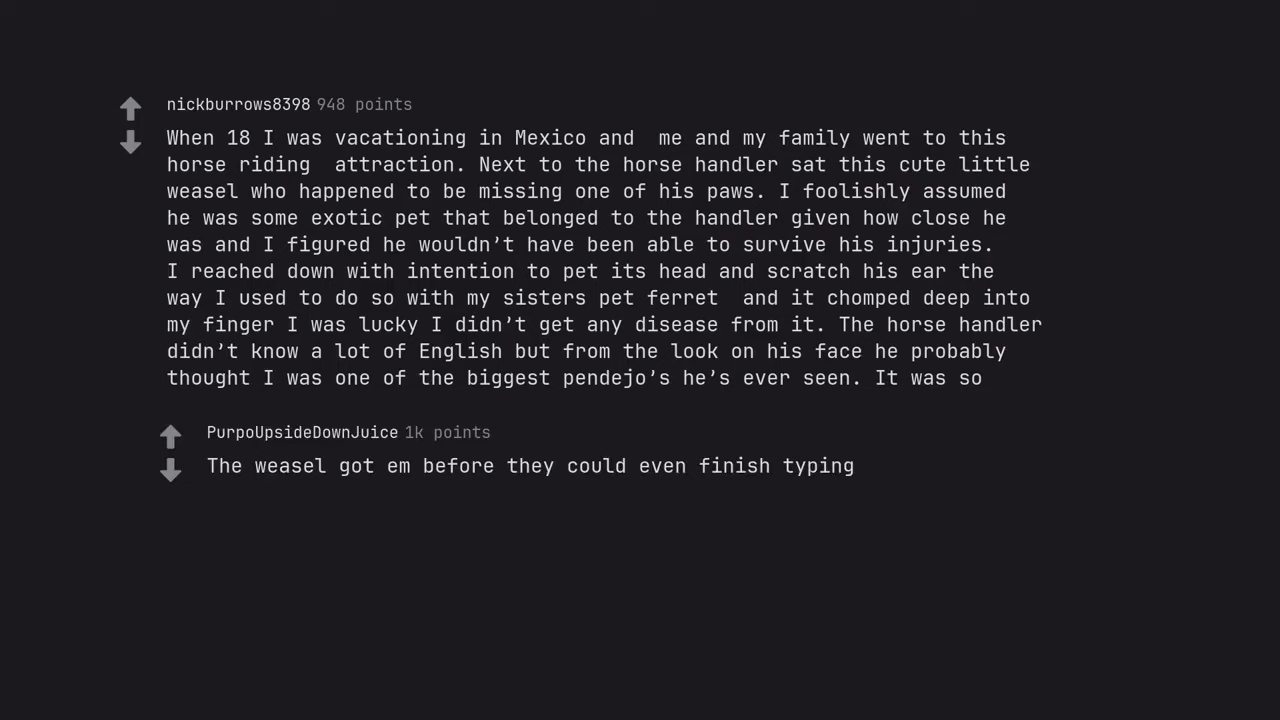 nickburrows8398 948 points
When 18 I was vacationing in Mexico and  me and my family went to this
horse riding  attraction. Next to the horse handler sat this cute little
weasel who happened to be missing one of his paws. I foolishly assumed
he was some exotic pet that belonged to the handler given how close he
was and I figured he wouldn’t have been able to survive his injuries.
I reached down with intention to pet its head and scratch his ear the
way I used to do so with my sisters pet ferret  and it chomped deep into
my finger I was lucky I didn’t get any disease from it. The horse handler
didn’t know a lot of English but from the look on his face he probably
thought I was one of the biggest pendejo’s he’s ever seen. It was so
PurpoUpsideDownJuice 1k points
The weasel got em before they could even finish typing